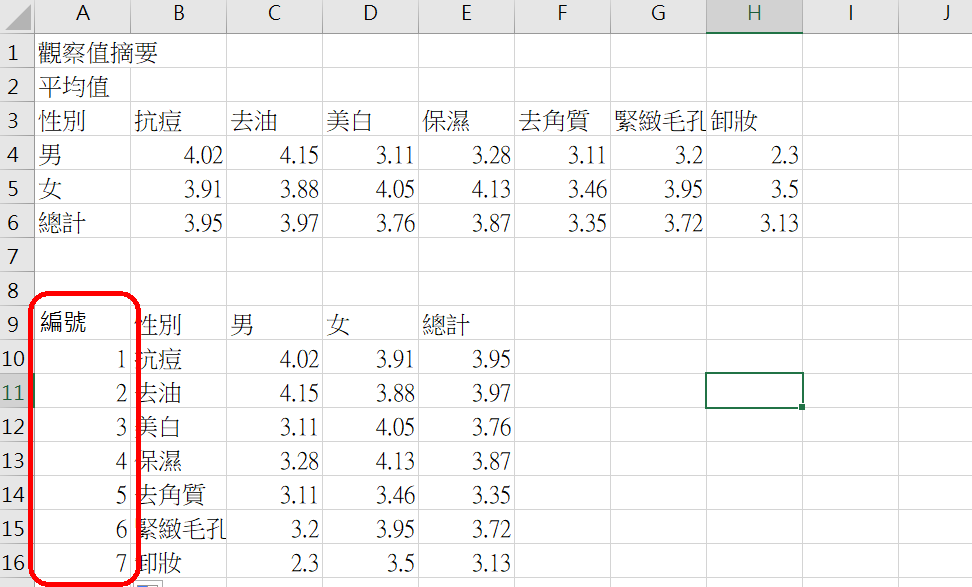 A B C D E F G H I J
1 觀察值摘要
2 平均值
3 性別 抗痘 去油 美白 保濕 去角質 緊緻毛孔 卸妝
4 男 4.02 4.15 3.11 3.28 3.11 3.2 2.3
5 女 3.91 3.88 4.05 4.13 3.46 3.95 3.5
6 總計 3.95 3.97 3.76 3.87 3.35 3.72 3.13
7
8
9 編號 性別 男 女 總計
10 1 抗痘 4.02 3.91 3.95
11 2 去油 4.15 3.88 3.97
12 3 美白 3.11 4.05 3.76
13 4 保濕 3.28 4.13 3.87
14 5 去角質 3.11 3.46 3.35
15 6 緊緻毛孔 3.2 3.95 3.72
16 7 卸妝 2.3 3.5 3.13